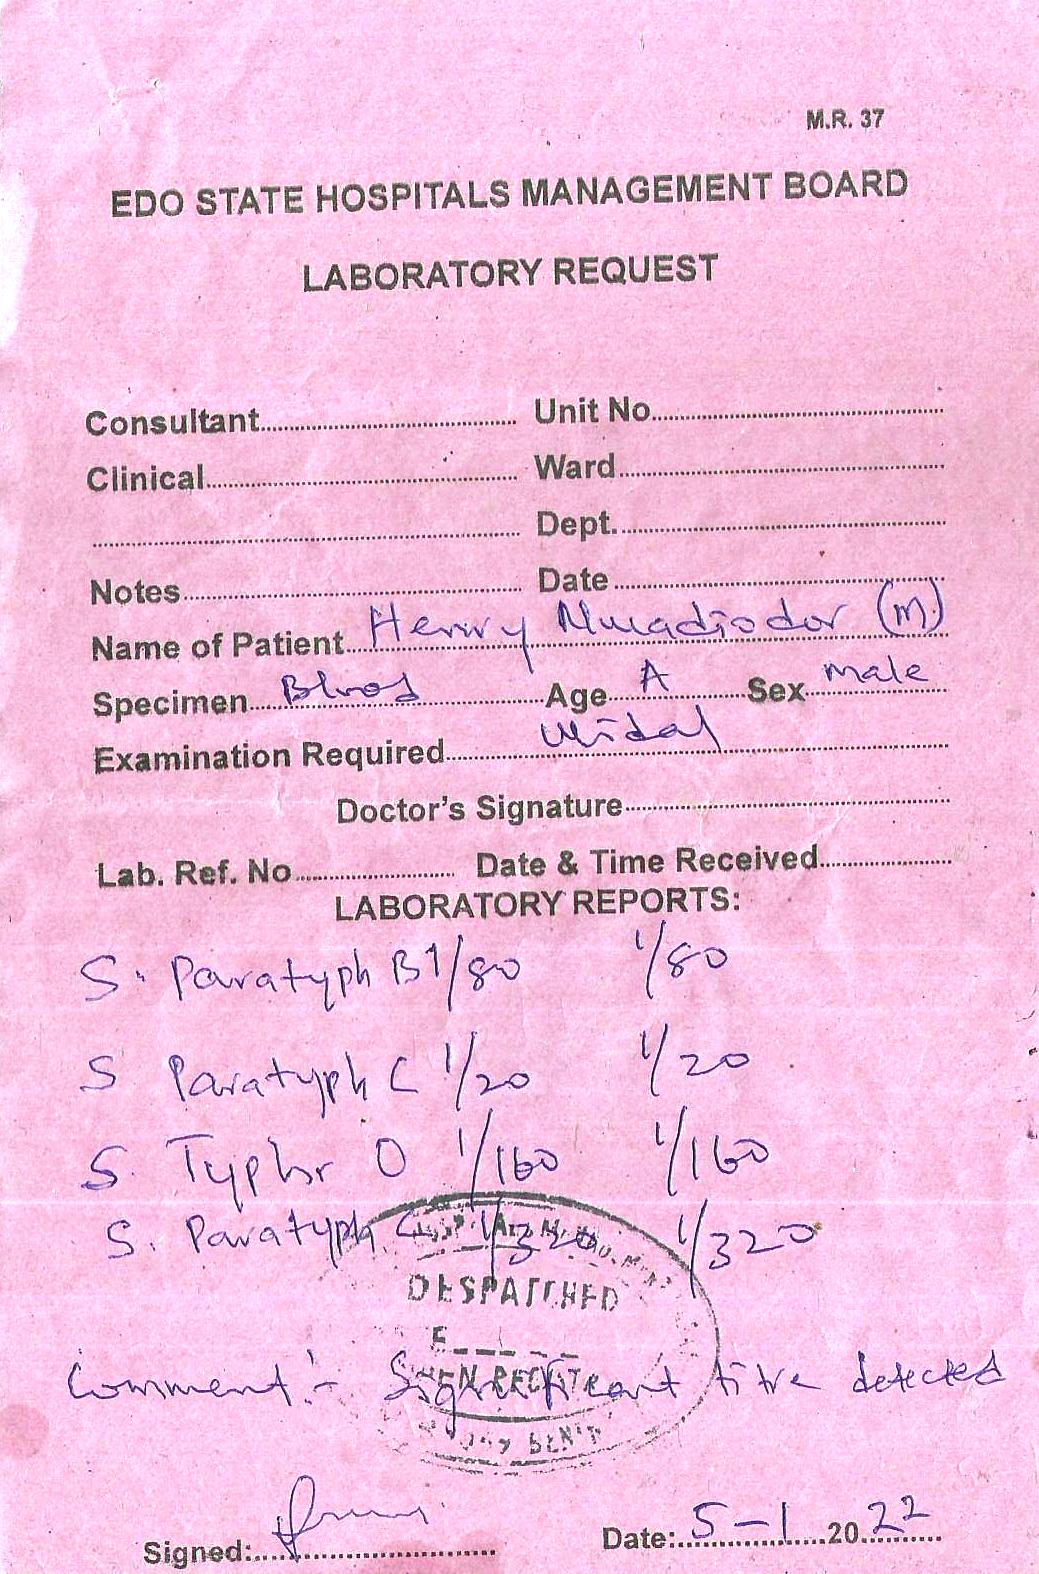 M.R. 37
EDO STATE HOSPITALS MANAGEMENT BOARD
LABORATORY REQUEST
Consultant.................... Unit No....................
Clinical.................... Ward....................
.................... Dept.....................
Notes.................... Date....................
Name of Patient....Henry Nwadiodor (m)
Specimen....Blood....Age....A....Sex....male
Examination Required....Widal
Doctor's Signature....................
Lab. Ref. No.................... Date & Time Received....................
LABORATORY REPORTS:
S. Paratyph B 1/80 1/80
S Paratyph C 1/20 1/20
S. Typhi O 1/160 1/160
S. Paratyph 1/320 1/320
DESPATCHED
Comment:- Significant titre detected
Signed:.................... Date:....5-1....2022